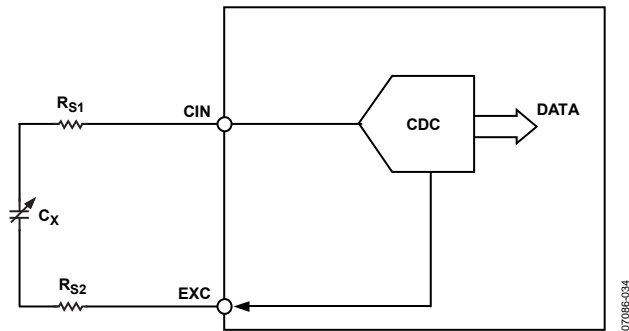 RS1
CIN
CDC
DATA
CX
RS2
EXC
07086-034